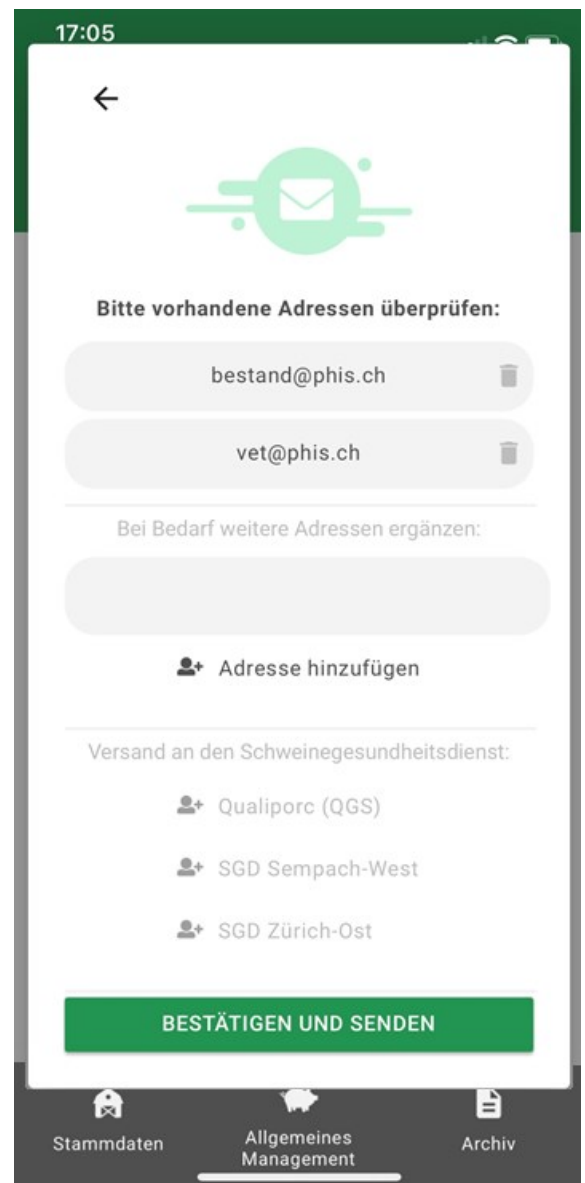 17:05
Bitte vorhandene Adressen überprüfen:
bestand@phis.ch
vet@phis.ch
Bei Bedarf weitere Adressen ergänzen:
Adresse hinzufügen
Versand an den Schweinegesundheitsdienst:
Qualiporc (QGS)
SGD Sempach-West
SGD Zürich-Ost
BESTÄTIGEN UND SENDEN
Stammdaten
Allgemeines
Management
Archiv